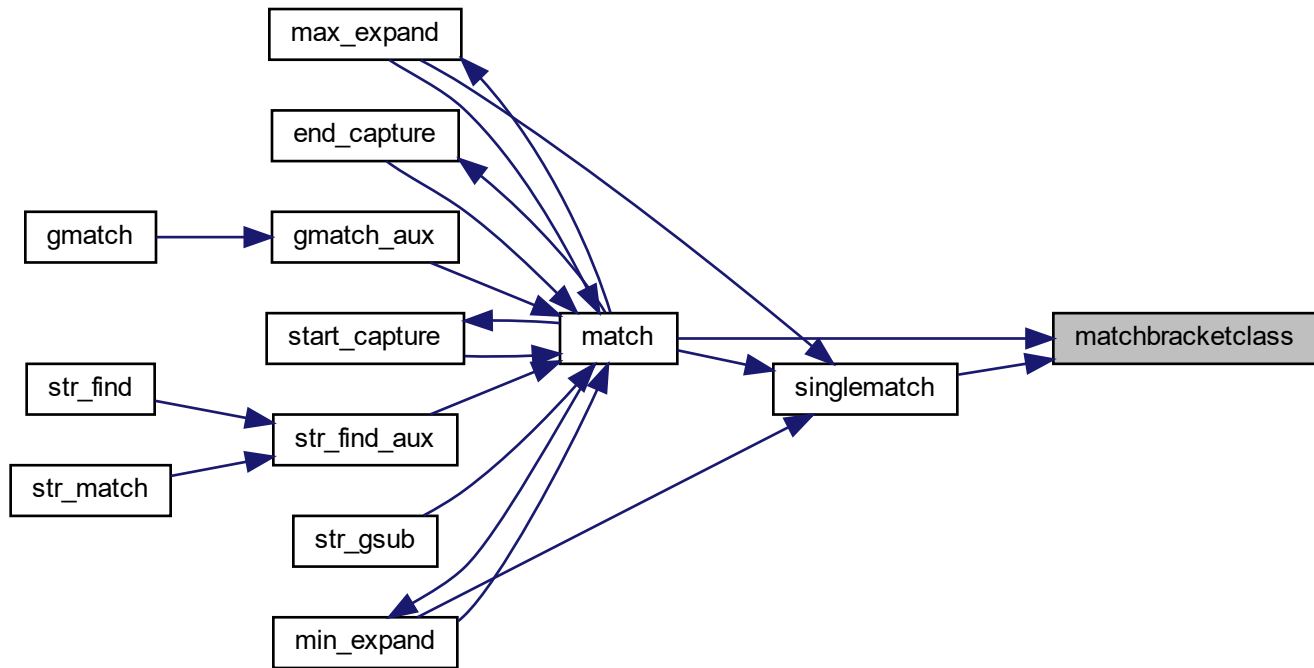 max_expand
end_capture
gmatch
gmatch_aux
start_capture
match
matchbracketclass
str_find
singlematch
str_find_aux
str_match
str_gsub
min_expand